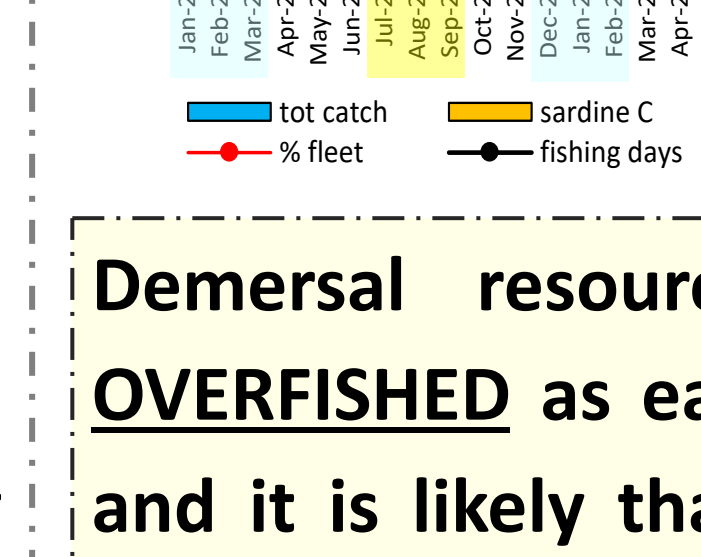 Jan-2 Feb-2 Mar-2 Apr-2 May-2 Jun-2 Jul-2 Aug-2 Sep-2 Oct-2 Nov-2 Dec-2 Jan-2 Feb-2 Mar-2 Apr-2
tot catch sardine C
% fleet fishing days
Demersal
OVERFISHED as
and it is likely